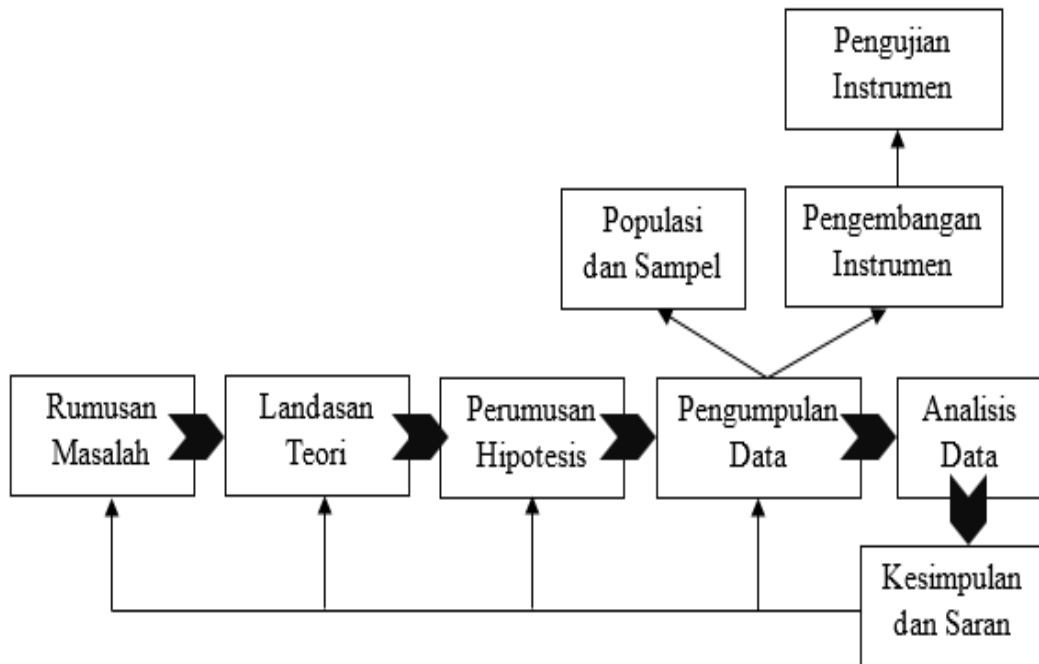 Pengujian
Instrumen
Populasi
dan Sampel
Pengembangan
Instrumen
Rumusan
Masalah
Landasan
Teori
Perumusan
Hipotesis
Pengumpulan
Data
Analisis
Data
Kesimpulan
dan Saran